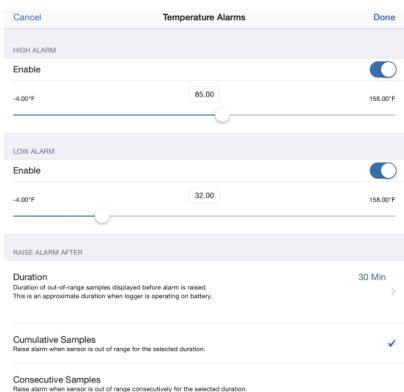 Cancel Temperature Alarms Done
HIGH ALARM
Enable
-4.00°F 85.00 158.00°F
LOW ALARM
Enable
-4.00°F 32.00 158.00°F
RAISE ALARM AFTER
Duration 30 Min
Duration of out-of-range samples displayed before alarm is raised.
This is an approximate duration when logger is operating on battery.
Cumulative Samples
Raise alarm when sensor is out of range for the selected duration.
Consecutive Samples
Raise alarm when sensor is out of range consecutively for the selected duration.